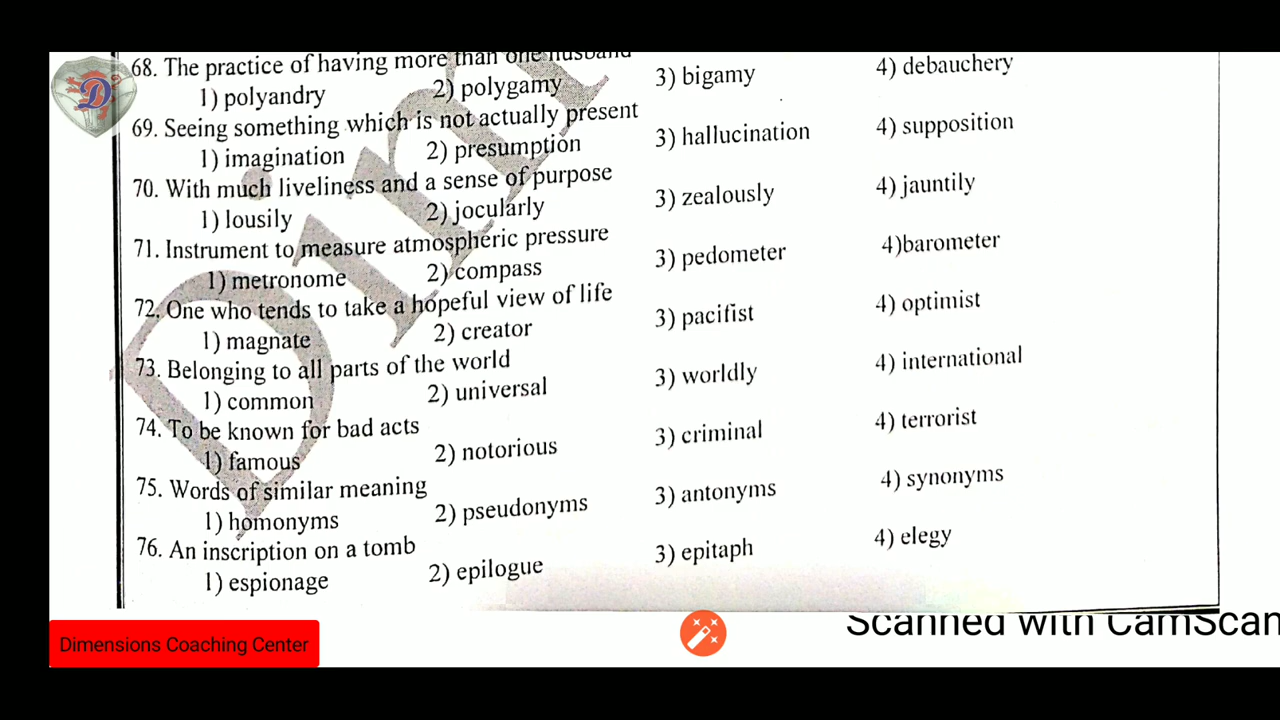 68. The practice of having more than one husband
1) polyandry 2) polygamy 3) bigamy 4) debauchery
69. Seeing something which is not actually present
1) imagination 2) presumption 3) hallucination 4) supposition
70. With much liveliness and a sense of purpose
1) lousily 2) jocularly 3) zealously 4) jauntily
71. Instrument to measure atmospheric pressure
1) metronome 2) compass 3) pedometer 4)barometer
72. One who tends to take a hopeful view of life
1) magnate 2) creator 3) pacifist 4) optimist
73. Belonging to all parts of the world
1) common 2) universal 3) worldly 4) international
74. To be known for bad acts
1) famous 2) notorious 3) criminal 4) terrorist
75. Words of similar meaning
1) homonyms 2) pseudonyms 3) antonyms 4) synonyms
76. An inscription on a tomb
1) espionage 2) epilogue 3) epitaph 4) elegy
D
Dim
Dimensions Coaching Center
Scanned with CamScan